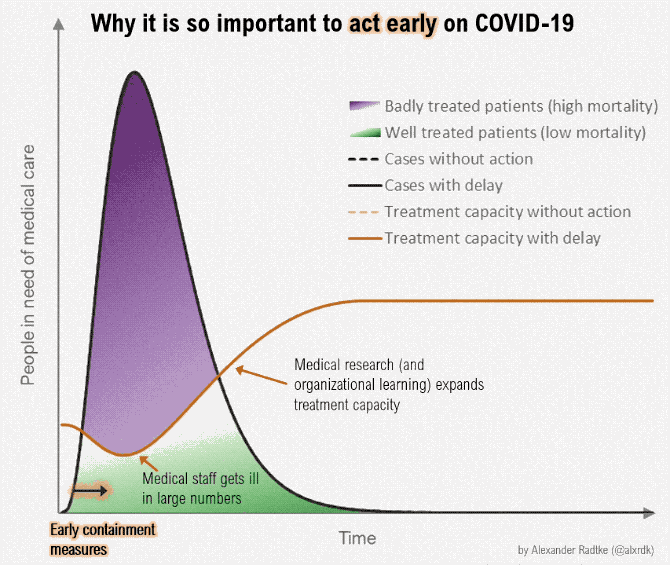 Why it is so important to act early on COVID-19
People in need of medical care
Badly treated patients (high mortality)
Well treated patients (low mortality)
Cases without action
Cases with delay
Treatment capacity without action
Treatment capacity with delay
Medical research (and
organizational learning) expands
treatment capacity
Medical staff gets ill
in large numbers
Early containment
measures
Time
by Alexander Radtke (@alxrdk)